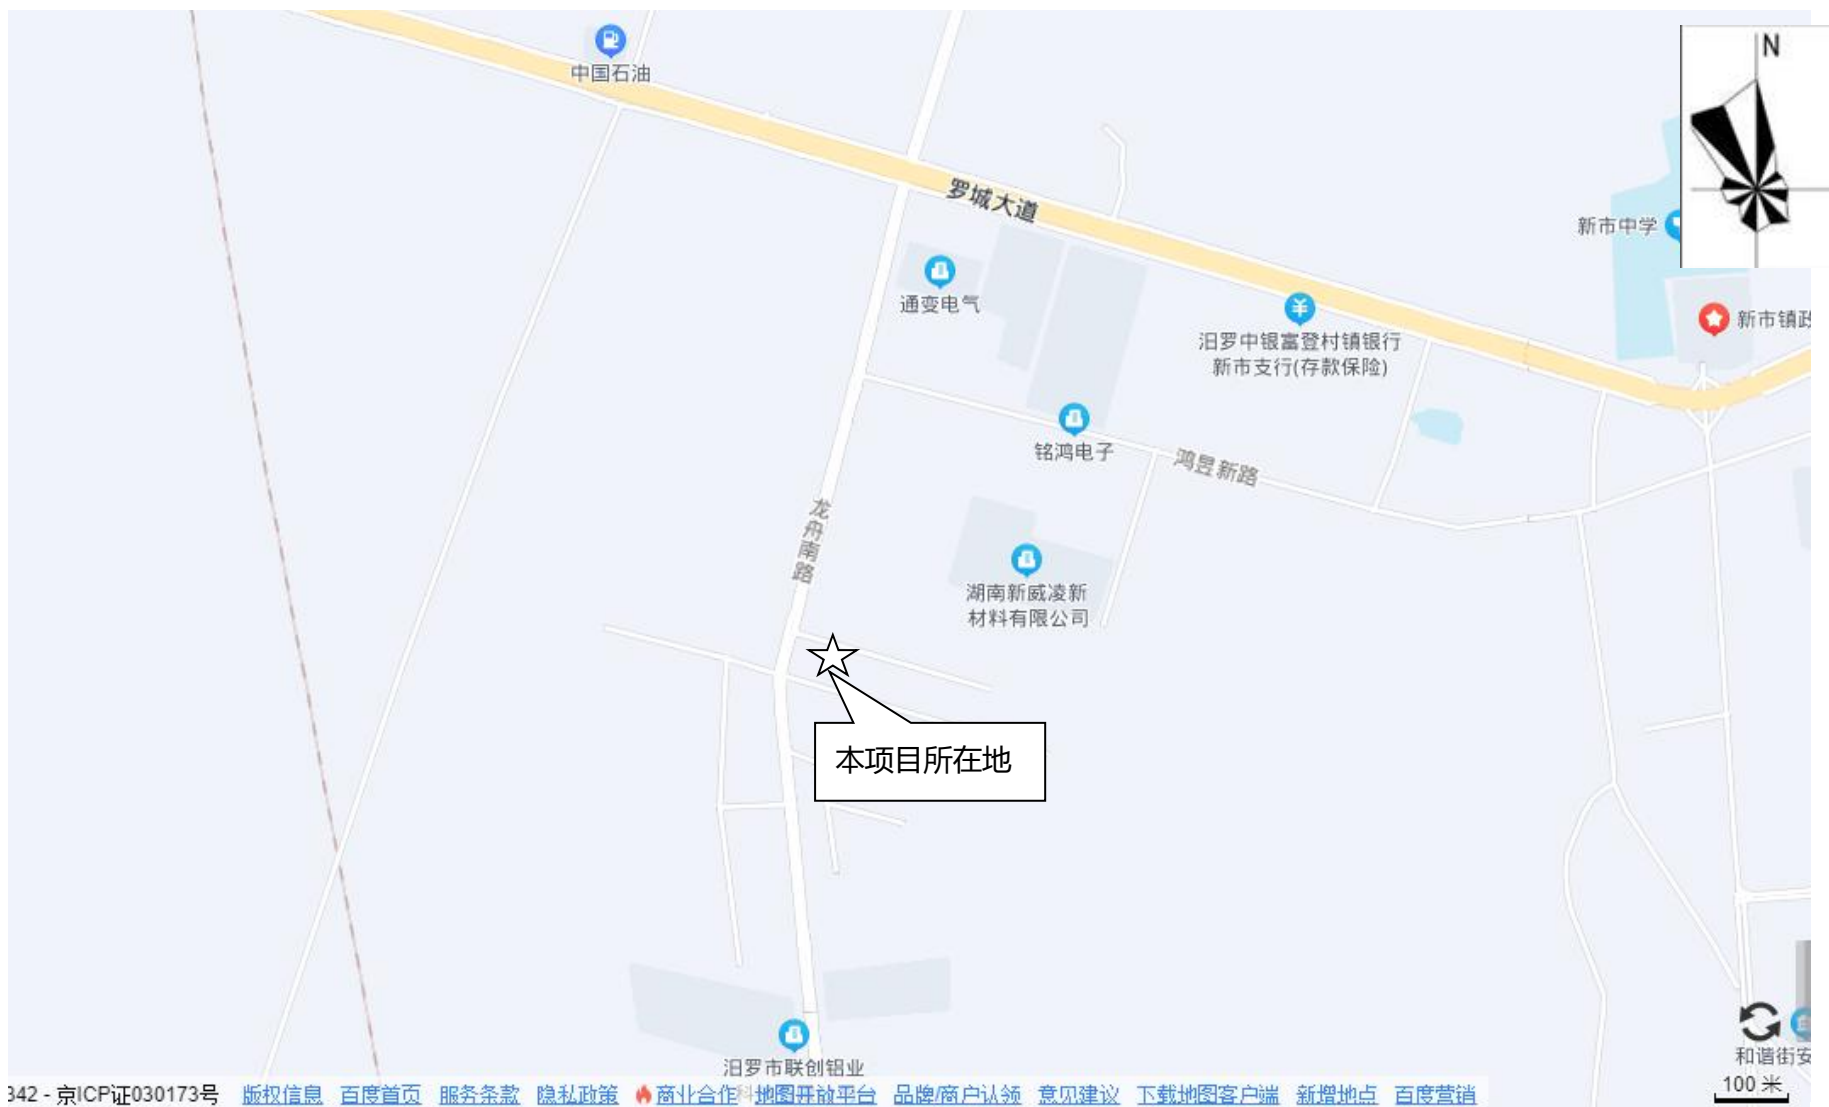 N
中国石油
罗城大道
新市中学
通变电气
汨罗中银富登村镇银行
新市支行(存款保险)
新市镇政
铭鸿电子
鸿昱新路
龙舟南路
湖南新威凌新
材料有限公司
本项目所在地
汨罗市联创铝业
和谐街安
100 米
342 - 京ICP证030173号 版权信息 百度首页 服务条款 隐私政策 商业合作 地图开放平台 品牌/商户认领 意见建议 下载地图客户端 新增地点 百度营销